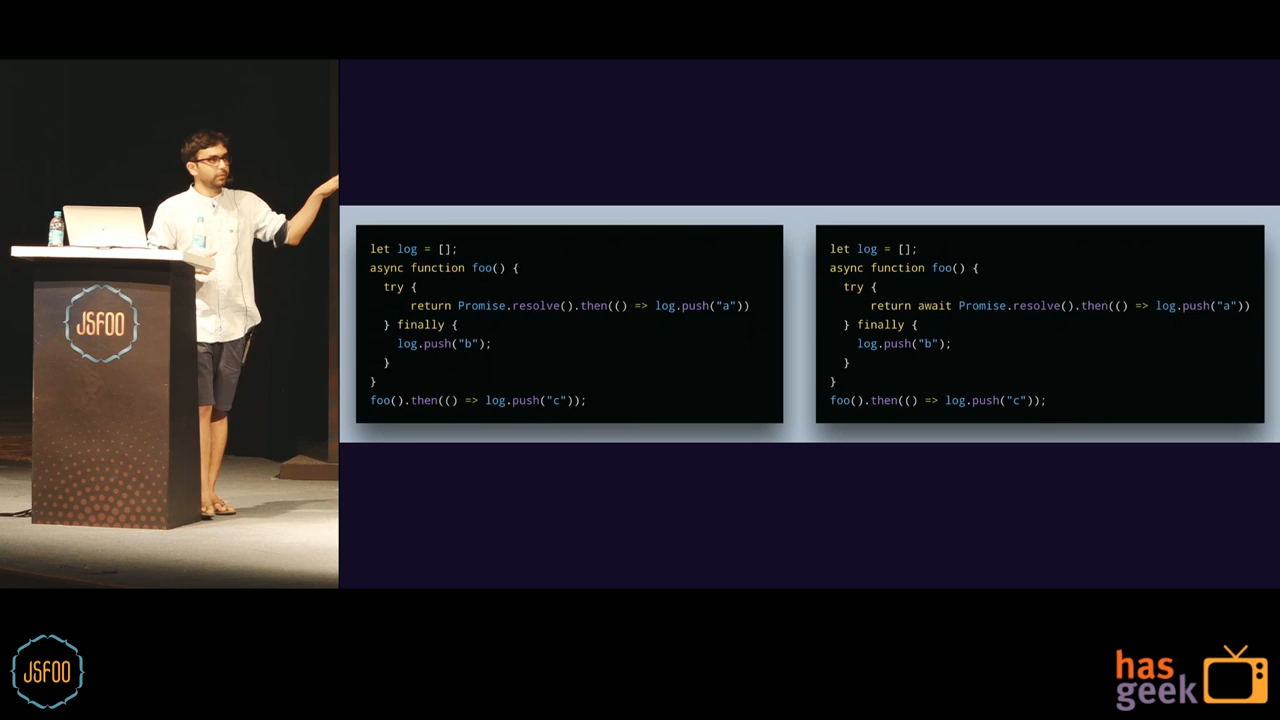 JSFOO
let log = [];
async function foo() {
try {
return Promise.resolve().then(() => log.push("a"))
} finally {
log.push("b");
}
}
foo().then(() => log.push("c"));
let log = [];
async function foo() {
try {
return await Promise.resolve().then(() => log.push("a"))
} finally {
log.push("b");
}
}
foo().then(() => log.push("c"));
JSFOO
has
geek